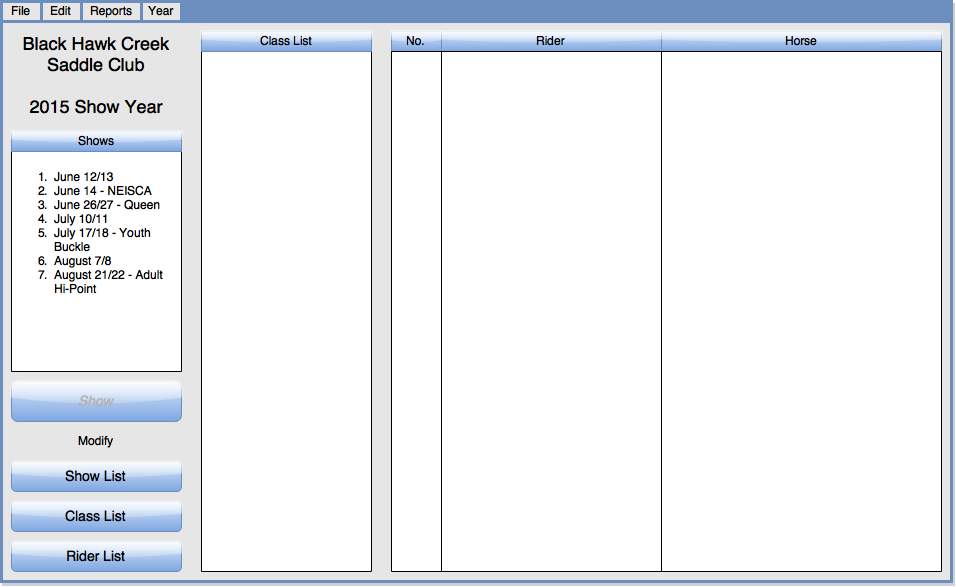 File Edit Reports Year
Black Hawk Creek
Saddle Club
2015 Show Year
Shows
1. June 12/13
2. June 14 - NEISCA
3. June 26/27 - Queen
4. July 10/11
5. July 17/18 - Youth
Buckle
6. August 7/8
7. August 21/22 - Adult
Hi-Point
Show
Modify
Show List
Class List
Rider List
Class List
No. Rider Horse